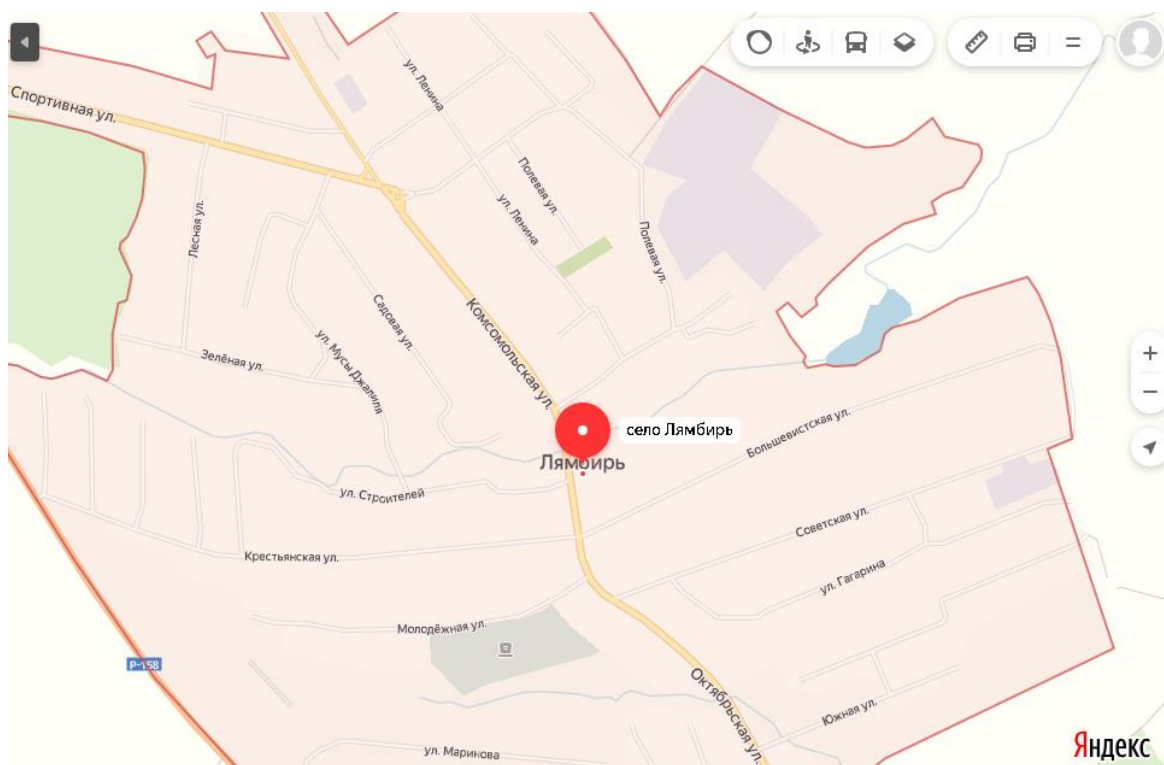 Спортивная ул.
ул. Ленина
Полевая ул.
ул. Ленина
Полевая ул.
Лесная ул.
Садовая ул.
Комсомольская ул.
ул. Мусы Джалиля
Зелёная ул.
село Лямбирь
Лямбирь
Большевистская ул.
ул. Строителей
Советская ул.
Крестьянская ул.
ул. Гагарина
Молодёжная ул.
Р-158
Октябрьская ул.
Южная ул.
ул. Маринова
Яндекс